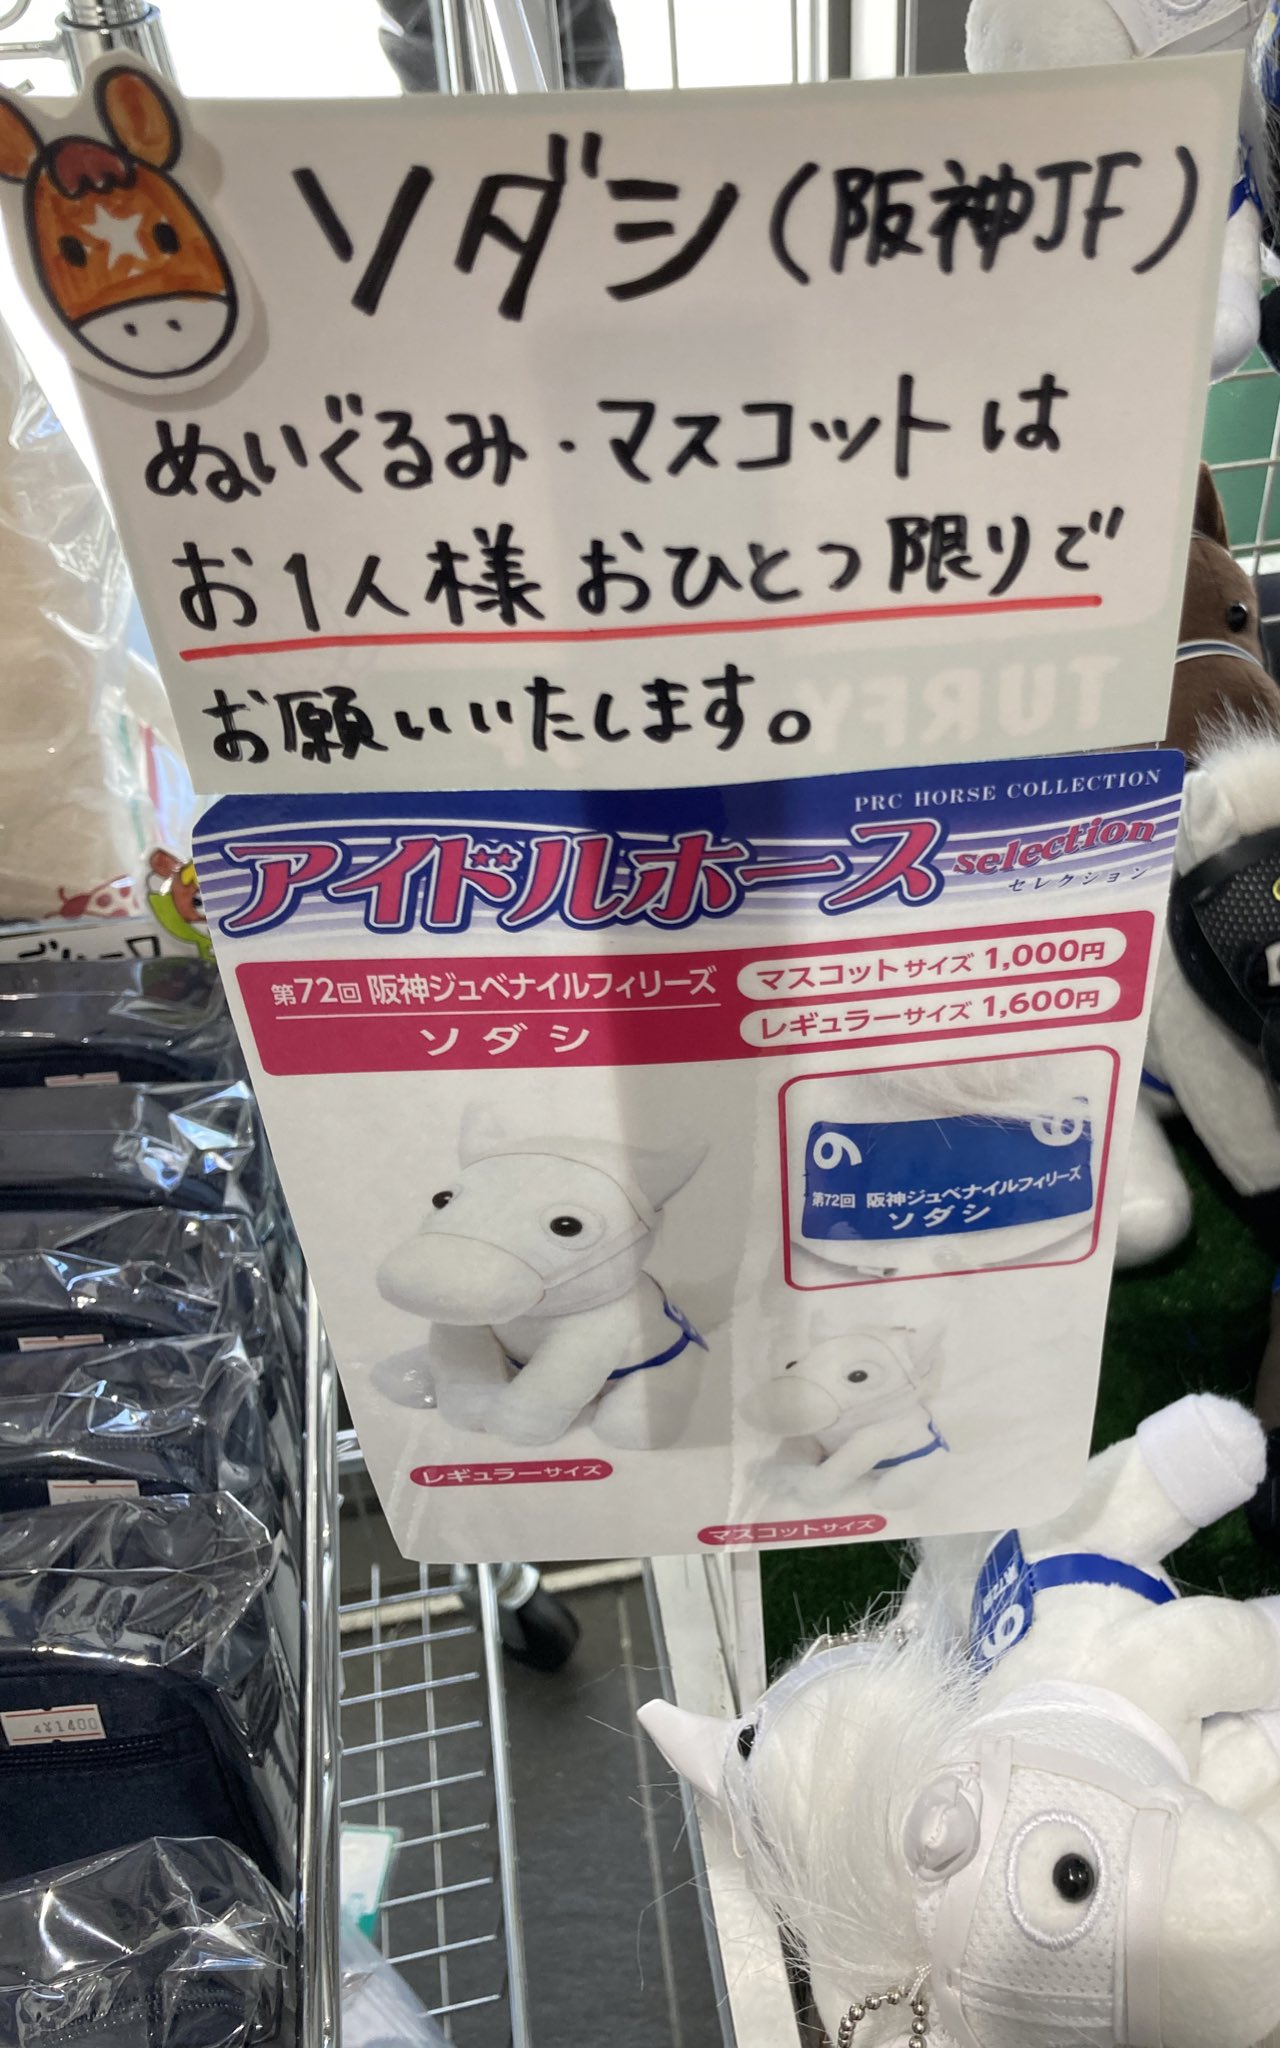 ソダシ(阪神JF)
ぬいぐるみ・マスコットは
お1人様 おひとつ限りで
お願いいたします。
TURFY
PRC HORSE COLLECTION
アイドルホース selection
セレクション
第72回 阪神ジュベナイルフィリーズ
ソダシ
マスコットサイズ 1,000円
レギュラーサイズ 1,600円
6
第72回 阪神ジュベナイルフィリーズ
ソダシ
レギュラーサイズ
マスコットサイズ
第72回
6
¥1400